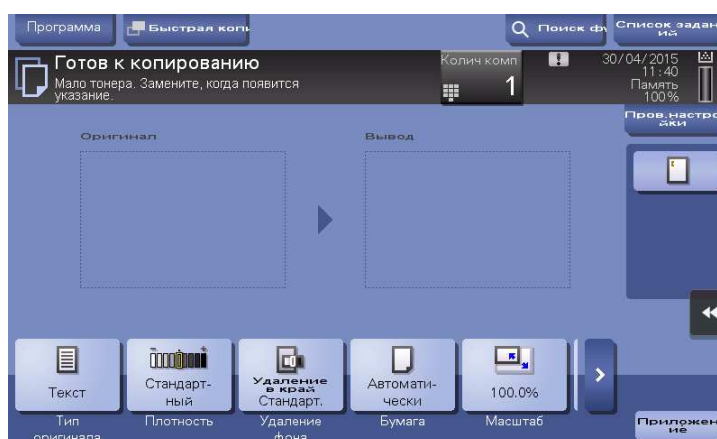 Программа
Быстрая копи
Поиск фу
Список задан
ий
Готов к копированию
Мало тонера. Замените, когда появится
указание.
Колич комп
1
30/04/2015
11:40
Память
100%
Пров.настро
йки
Оригинал
Вывод
Текст
Стандарт-
ный
Удаление
в край
Стандарт.
Автомати-
чески
100.0%
Тип
оригинала
Плотность
Удаление
фона
Бумага
Масштаб
Приложен
ие